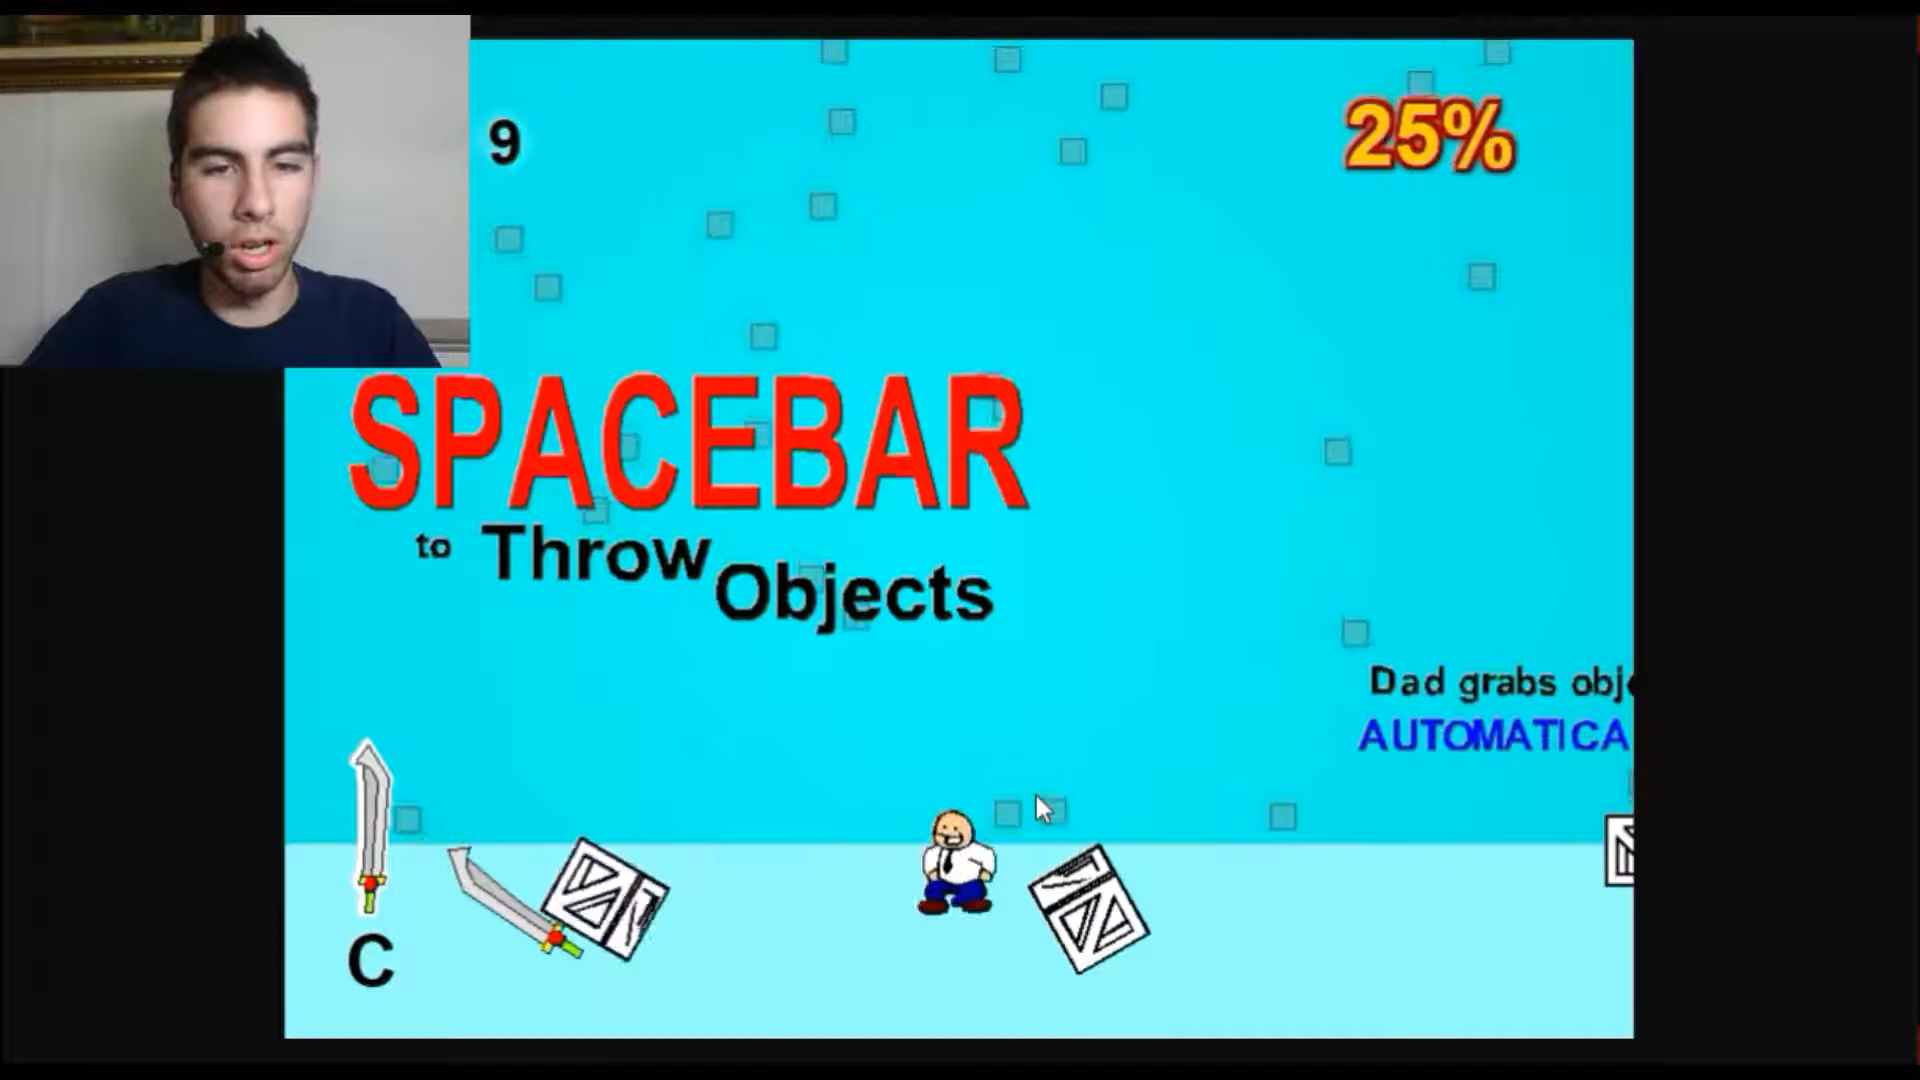 9
25%
SPACEBAR
to Throw Objects
Dad grabs obj
AUTOMATICA
C